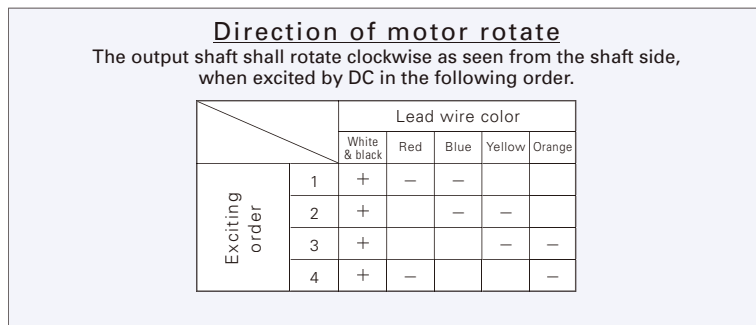 Direction of motor rotate
The output shaft shall rotate clockwise as seen from the shaft side,
when excited by DC in the following order.
Lead wire color
White & black Red Blue Yellow Orange
Exciting order
1 + − −
2 + − −
3 + − −
4 + − −